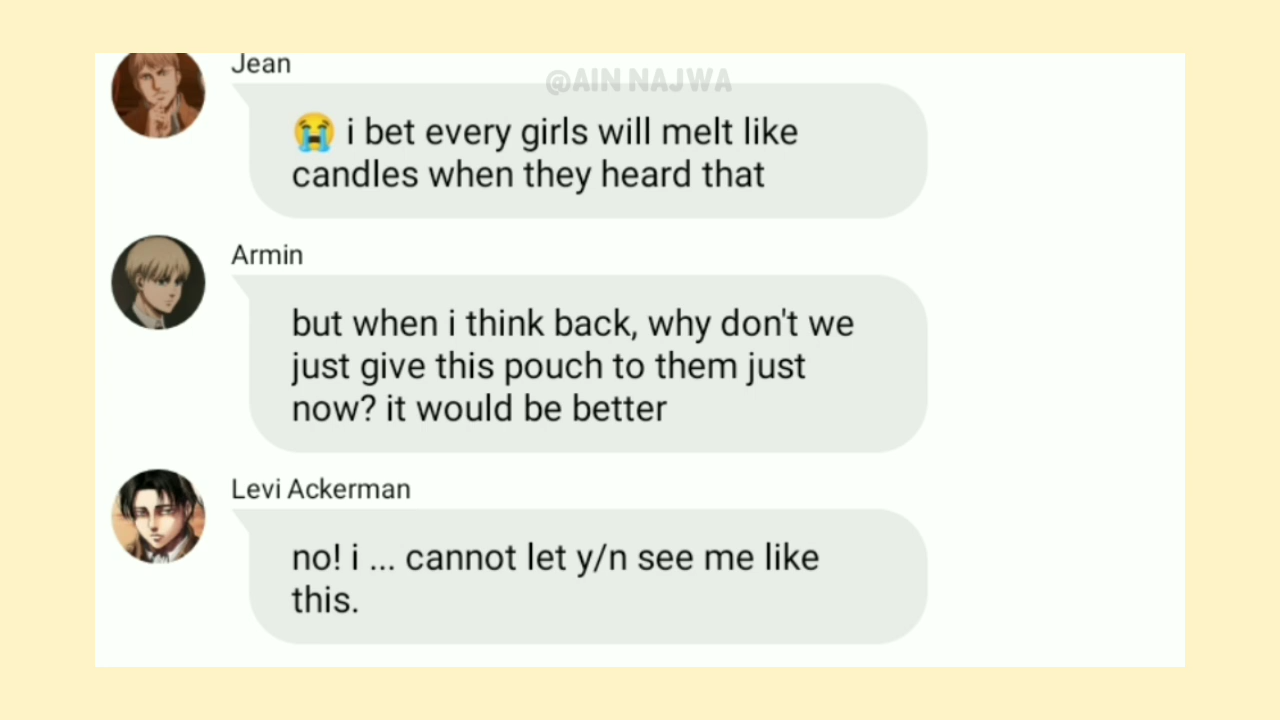 Jean
@AIN NAJWA
😭 i bet every girls will melt like
candles when they heard that
Armin
but when i think back, why don't we
just give this pouch to them just
now? it would be better
Levi Ackerman
no! i ... cannot let y/n see me like
this.